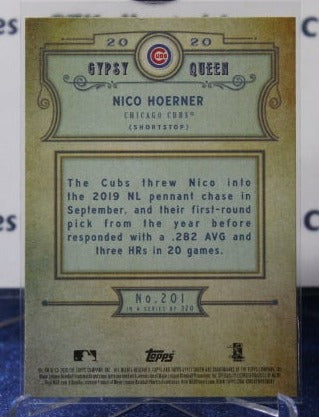 20 CUBS 20
GYPSY QUEEN
NICO HOERNER
CHICAGO CUBS®
(SHORTSTOP)
The Cubs threw Nico into
the 2019 NL pennant chase in
September, and their first-round
pick from the year before
responded with a .282 AVG and
three HRs in 20 games.
No. 201
IN A SERIES OF 320
Topps